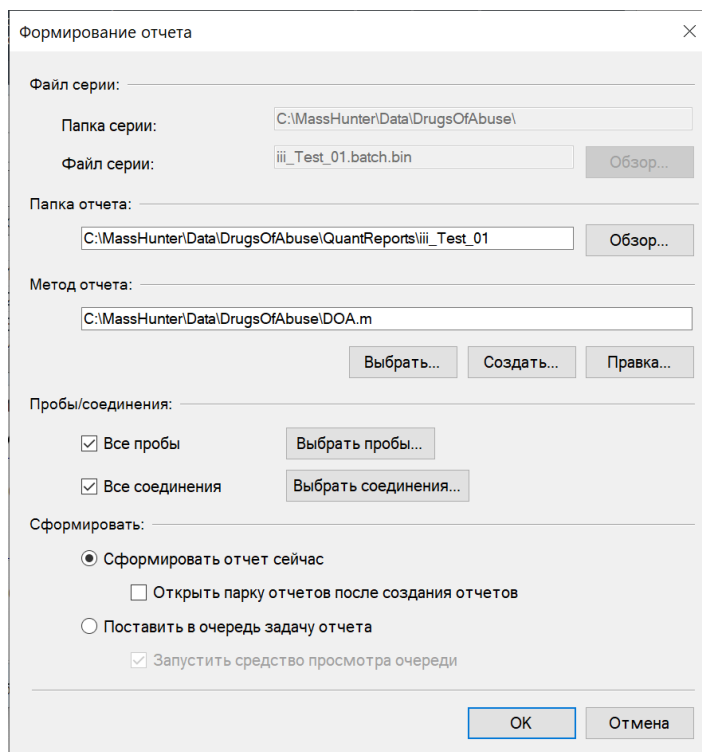 Формирование отчета
Файл серии:
Папка серии: C:\MassHunter\Data\DrugsOfAbuse\
Файл серии: iii_Test_01.batch.bin Обзор...
Папка отчета:
C:\MassHunter\Data\DrugsOfAbuse\QuantReports\iii_Test_01 Обзор...
Метод отчета:
C:\MassHunter\Data\DrugsOfAbuse\DOA.m
Выбрать... Создать... Правка...
Пробы/соединения:
Все пробы Выбрать пробы...
Все соединения Выбрать соединения...
Сформировать:
Сформировать отчет сейчас
Открыть парку отчетов после создания отчетов
Поставить в очередь задачу отчета
Запустить средство просмотра очереди
OK Отмена